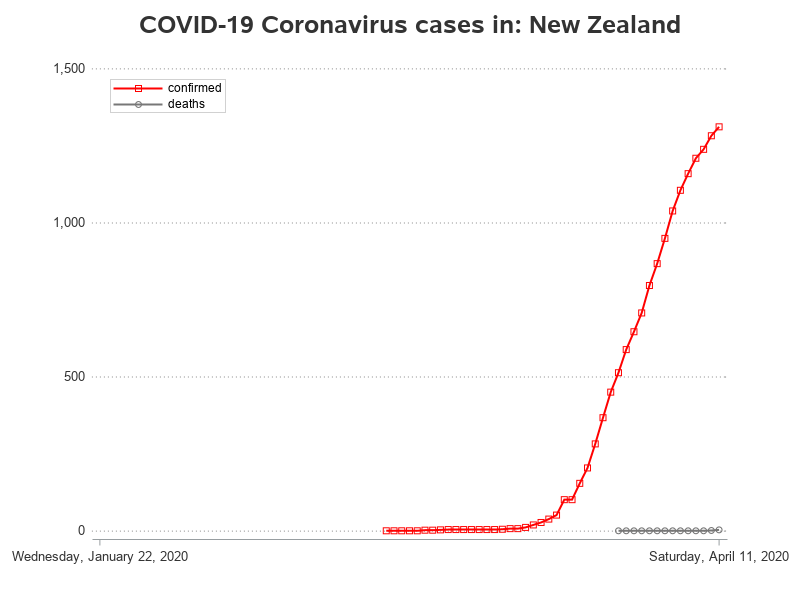 COVID-19 Coronavirus cases in: New Zealand
1,500
confirmed
deaths
1,000
500
0
Wednesday, January 22, 2020
Saturday, April 11, 2020